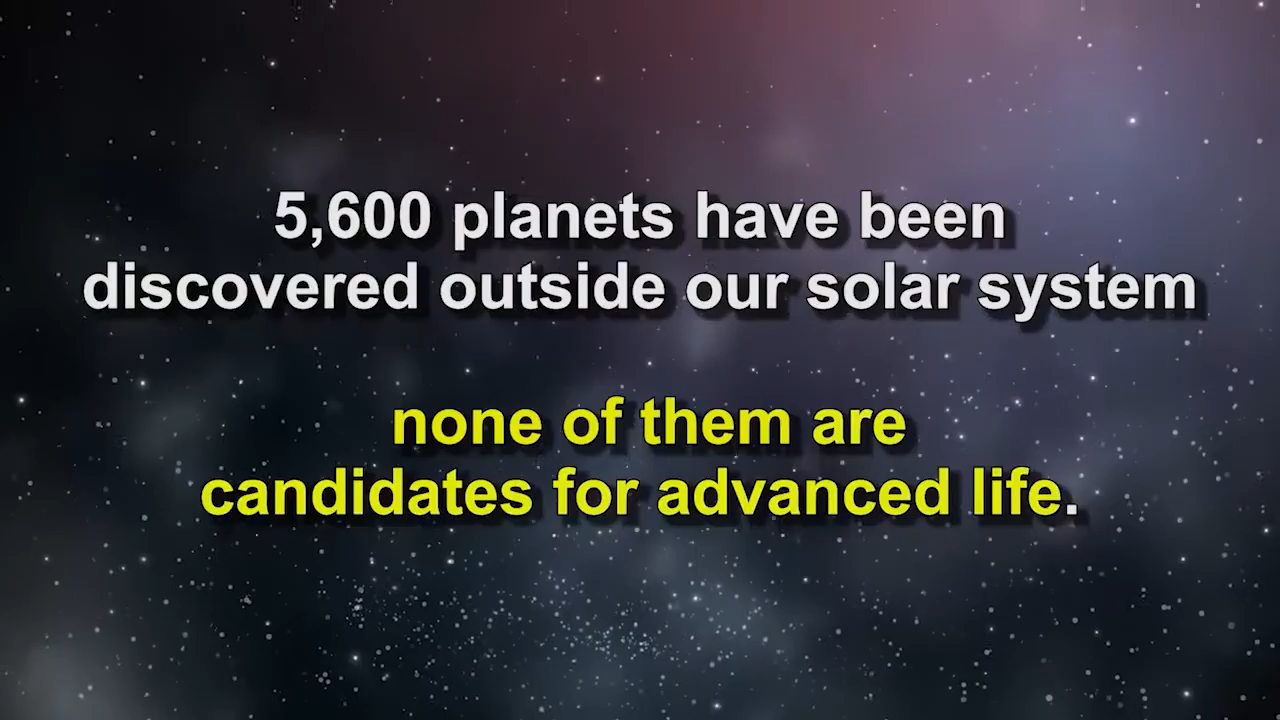 5,600 planets have been
discovered outside our solar system
none of them are
candidates for advanced life.